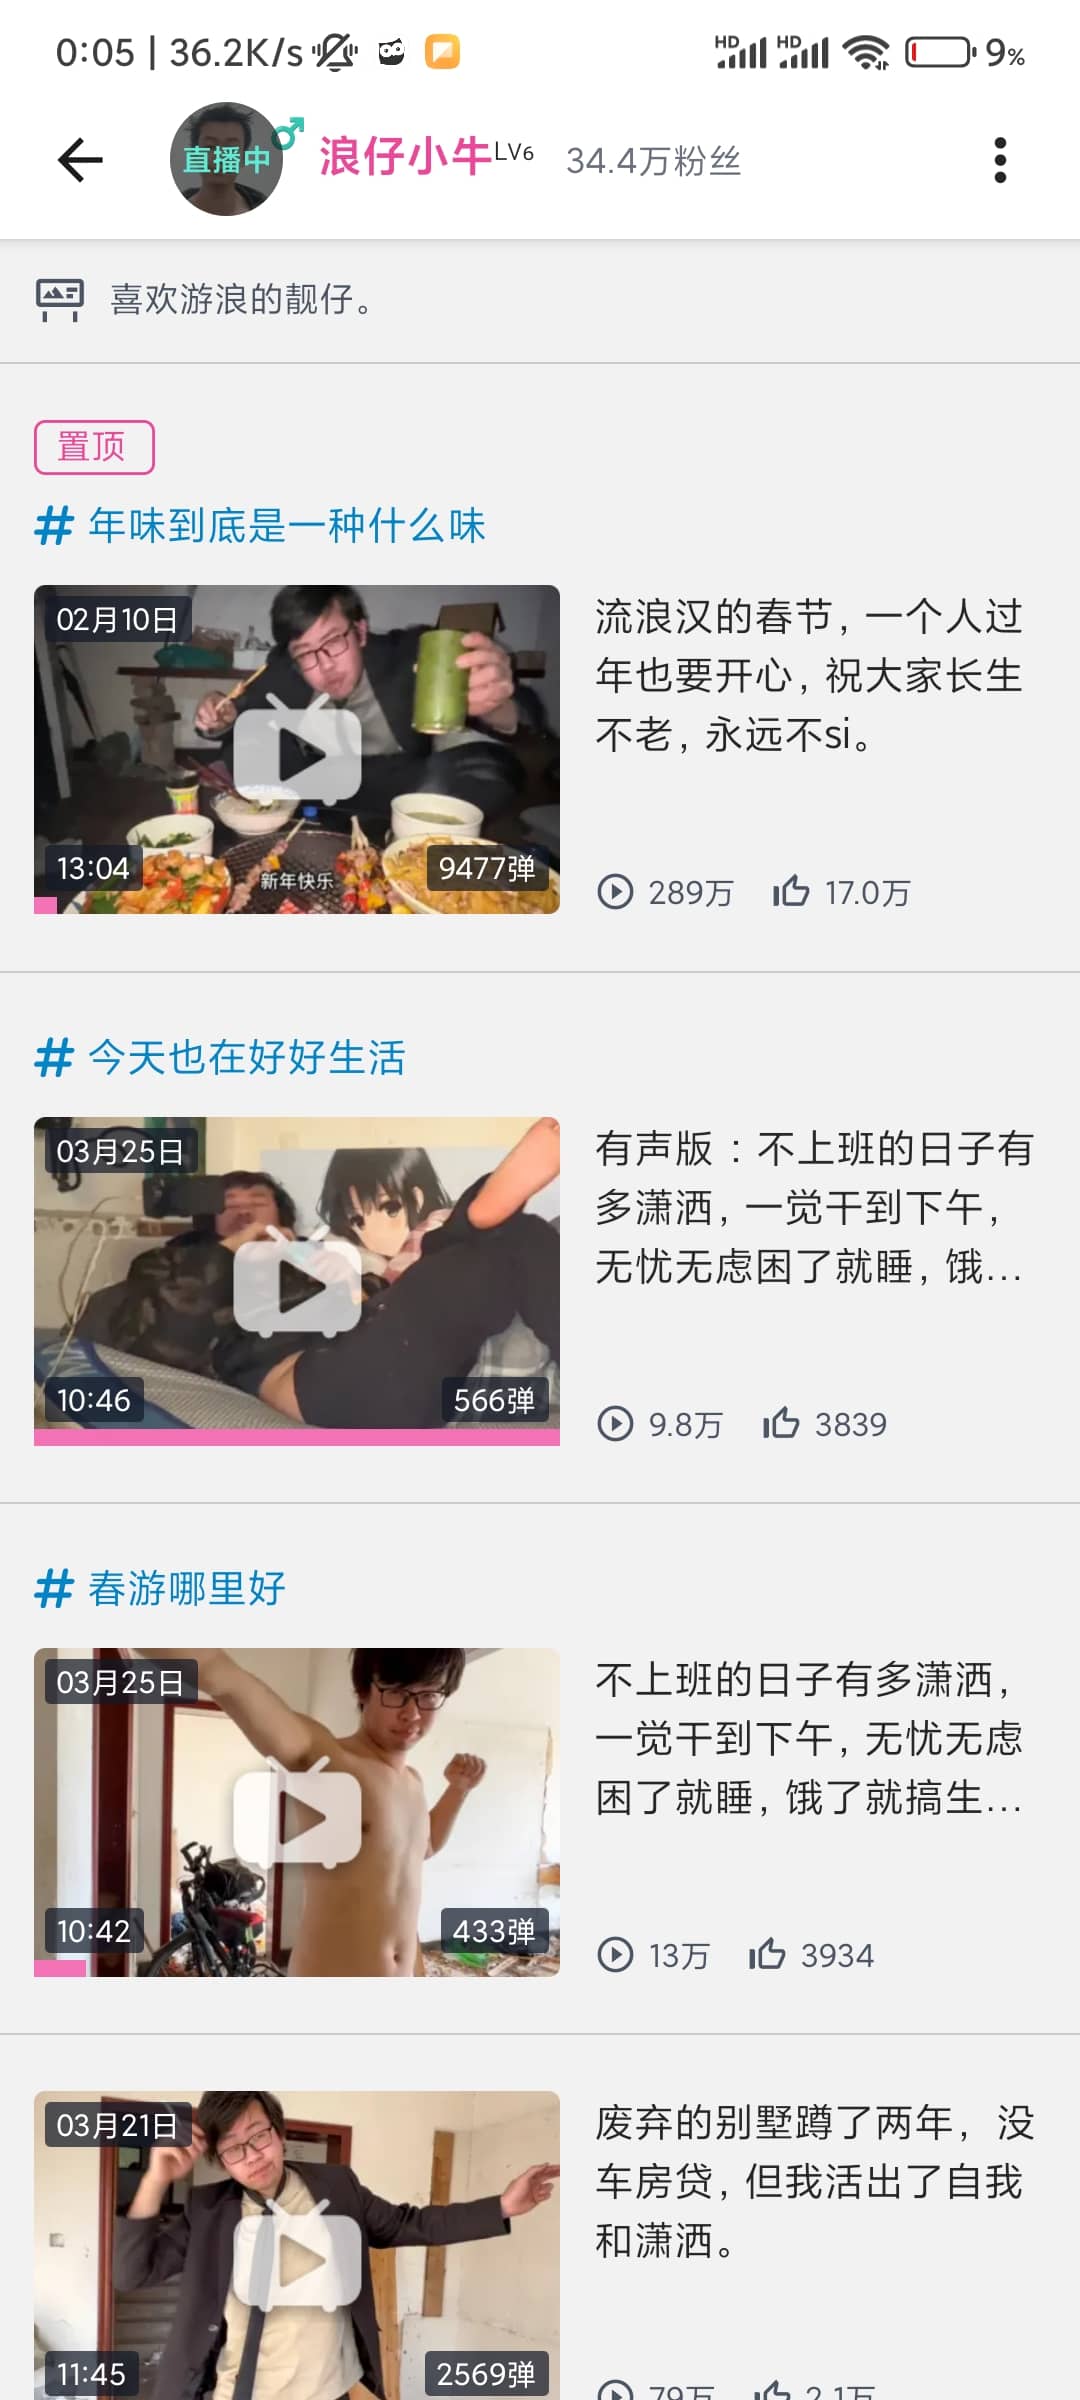 0:05 | 36.2K/s HD HD 9%
直播中 浪仔小牛 LV6 34.4万粉丝
喜欢游浪的靓仔。
置顶
# 年味到底是一种什么味
02月10日
13:04 9477弹
新年快乐
流浪汉的春节，一个人过
年也要开心，祝大家长生
不老，永远不si。
289万 17.0万
# 今天也在好好生活
03月25日
10:46 566弹
有声版：不上班的日子有
多潇洒，一觉干到下午，
无忧无虑困了就睡，饿...
9.8万 3839
# 春游哪里好
03月25日
10:42 433弹
不上班的日子有多潇洒，
一觉干到下午，无忧无虑
困了就睡，饿了就搞生...
13万 3934
03月21日
11:45 2569弹
废弃的别墅蹲了两年，没
车房贷，但我活出了自我
和潇洒。
79万 2.1万